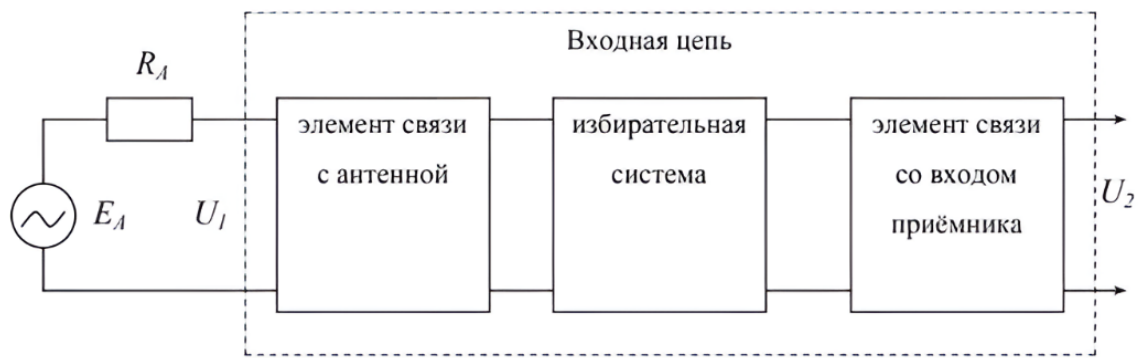 Входная цепь
R_A
элемент связи
с антенной
избирательная
система
элемент связи
со входом
приёмника
E_A
U_1
U_2